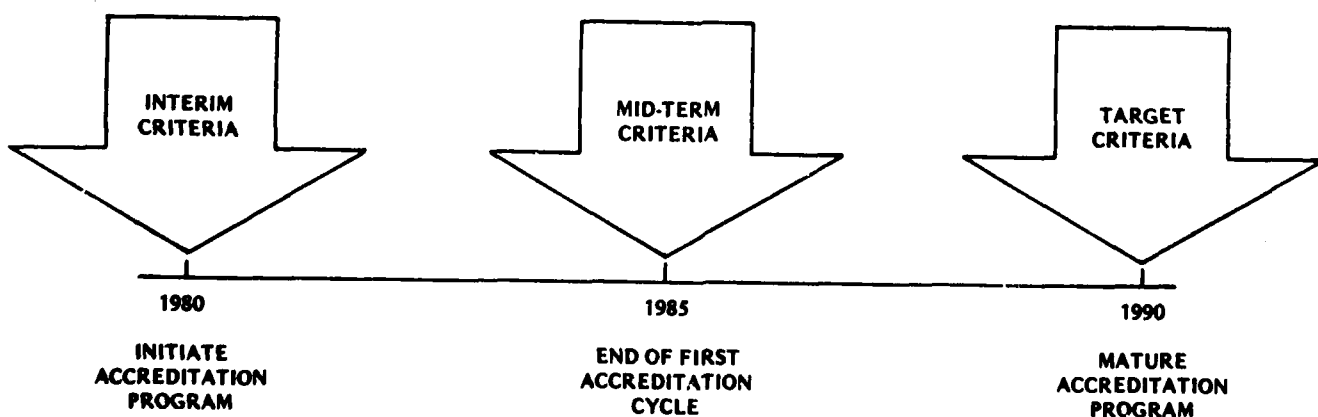 INTERIM
CRITERIA
MID-TERM
CRITERIA
TARGET
CRITERIA
1980
1985
1990
INITIATE
ACCREDITATION
PROGRAM
END OF FIRST
ACCREDITATION
CYCLE
MATURE
ACCREDITATION
PROGRAM